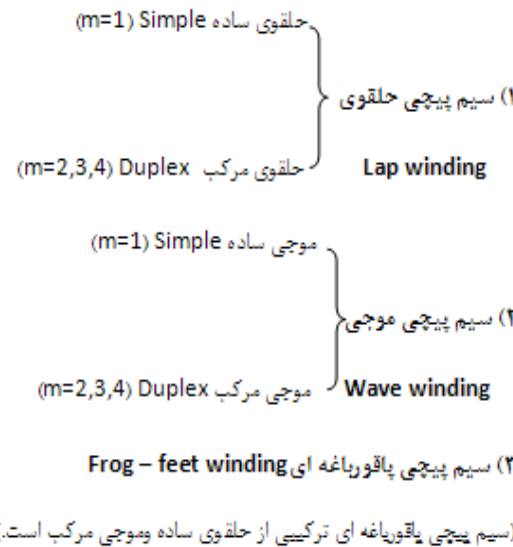 حلقوی ساده Simple (m=1)
۱) سیم پیچی حلقوی
حلقوی مرکب Duplex (m=2,3,4)
Lap winding
موجی ساده Simple (m=1)
۲) سیم پیچی موجی
موجی مرکب Duplex (m=2,3,4)
Wave winding
۳) سیم پیچی پاقورباغه ای Frog – feet winding
(سیم پیچی پاقورباغه ای ترکیبی از حلقوی ساده وموجی مرکب است.)